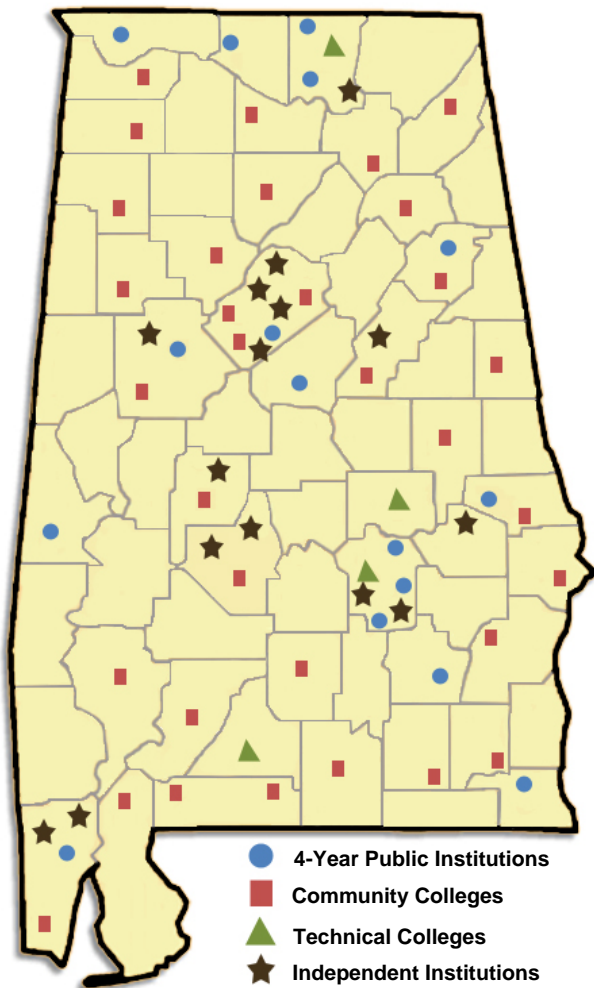 4-Year Public Institutions
Community Colleges
Technical Colleges
Independent Institutions